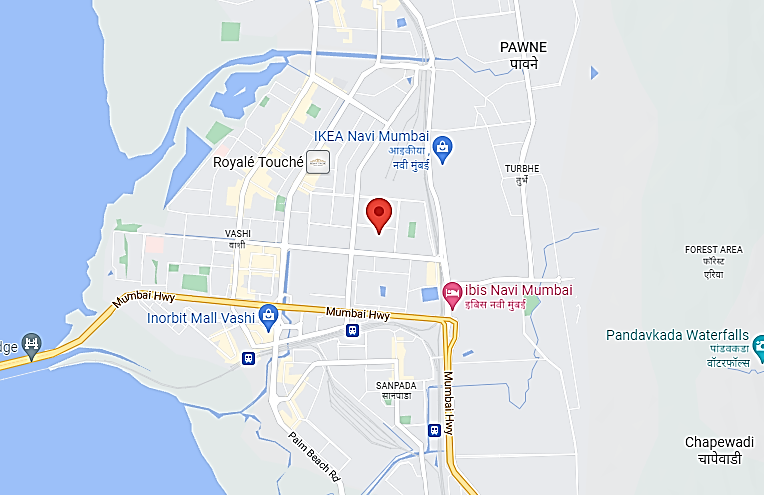 PAWNE
पावने
IKEA Navi Mumbai
आइकीया,
नवी मुंबई
Royalé Touché
TURBHE
तुर्भे
VASHI
वाशी
FOREST AREA
फॉरेस्ट
एरिया
ibis Navi Mumbai
इबिस नवी मुंबई
Mumbai Hwy
Mumbai Hwy
Inorbit Mall Vashi
Pandavkada Waterfalls
पांडवकडा
वॉटरफॉल्स
dge
SANPADA
सानपाडा
Mumbai Hwy
Palm Beach Rd
Chapewadi
चापेवाडी